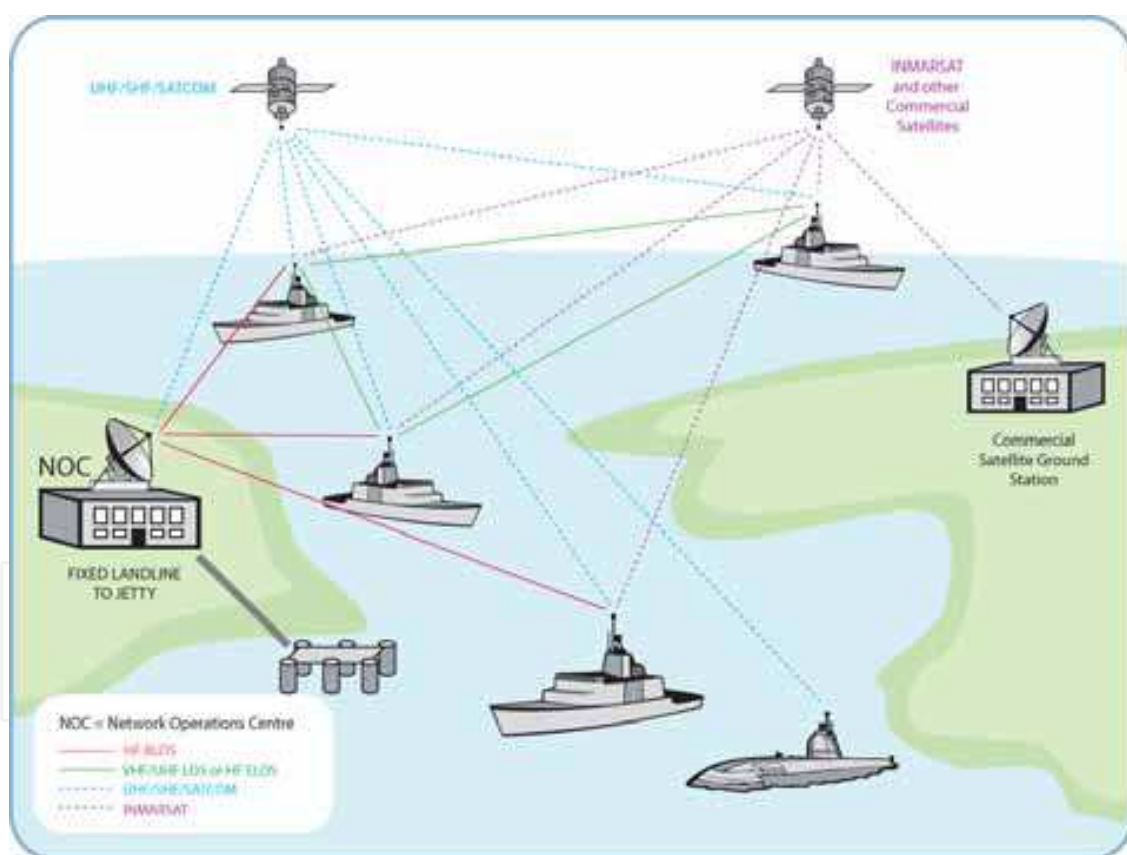 UHF/SHF/SATCOM
INMARSAT
and other
Commercial
Satellites
NOC
FIXED LANDLINE
TO JETTY
Commercial
Satellite Ground
Station
NOC = Network Operations Centre
HF BLOS
VHF/UHF LOS or HF ELOS
UHF/SHF/SATCOM
INMARSAT